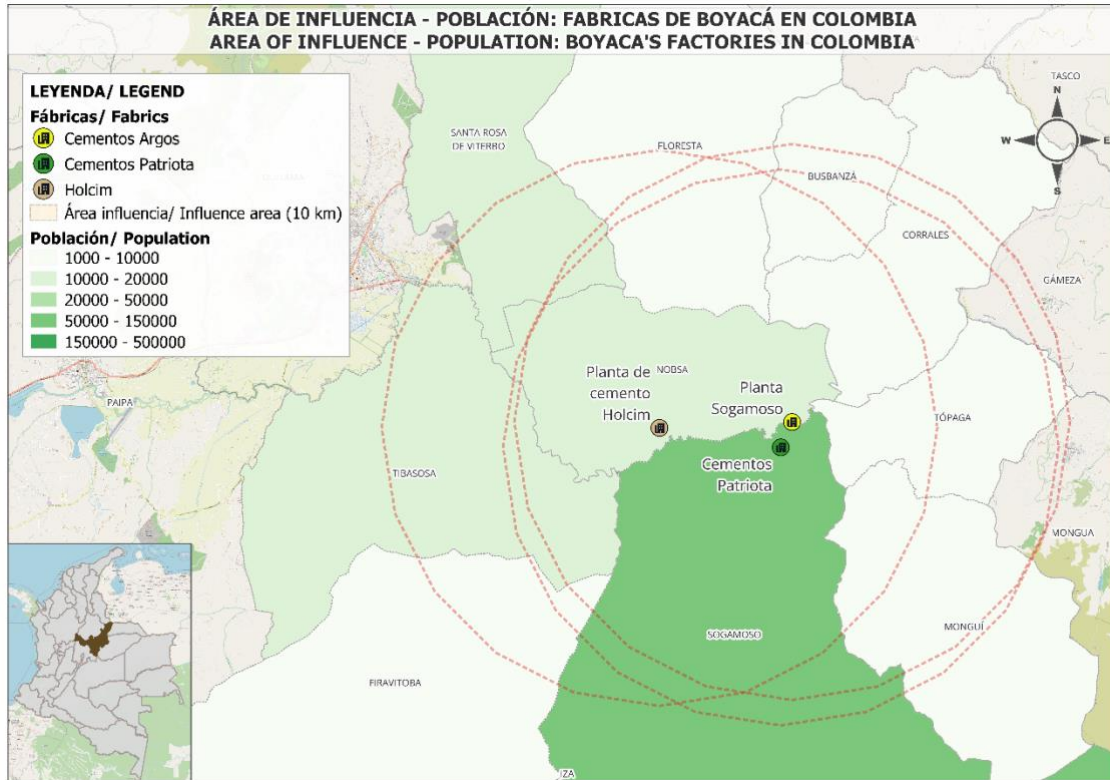 ÁREA DE INFLUENCIA - POBLACIÓN: FABRICAS DE BOYACÁ EN COLOMBIA
AREA OF INFLUENCE - POPULATION: BOYACA'S FACTORIES IN COLOMBIA
LEYENDA/ LEGEND
Fábricas/ Fabrics
Cementos Argos
Cementos Patriota
Holcim
Área influencia/ Influence area (10 km)
Población/ Population
1000 - 10000
10000 - 20000
20000 - 50000
50000 - 150000
150000 - 500000
TASCO
N
W
E
S
SANTA ROSA
DE VITERBO
FLORESTA
BUSBANZÁ
CORRALES
GÁMEZA
PAIPA
Planta de
cemento
Holcim
NOBSA
Planta
Sogamoso
TÓPAGA
Cementos
Patriota
TIBASOSA
MONGUA
SOGAMOSO
MONGUÍ
FIRAVITOBA
IZA